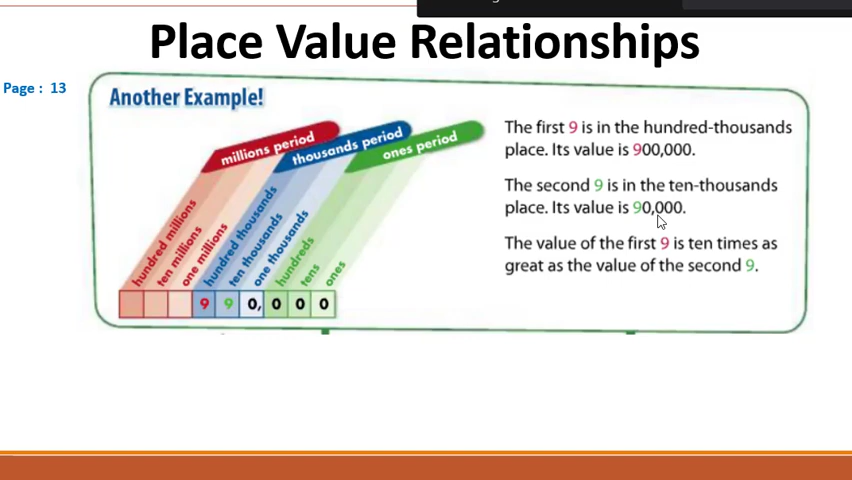 Place Value Relationships
Page : 13
Another Example!
millions period
thousands period
ones period
hundred millions
ten millions
one millions
hundred thousands
ten thousands
one thousands
hundreds
tens
ones
9 9 0, 0 0 0
The first 9 is in the hundred-thousands
place. Its value is 900,000.
The second 9 is in the ten-thousands
place. Its value is 90,000.
The value of the first 9 is ten times as
great as the value of the second 9.